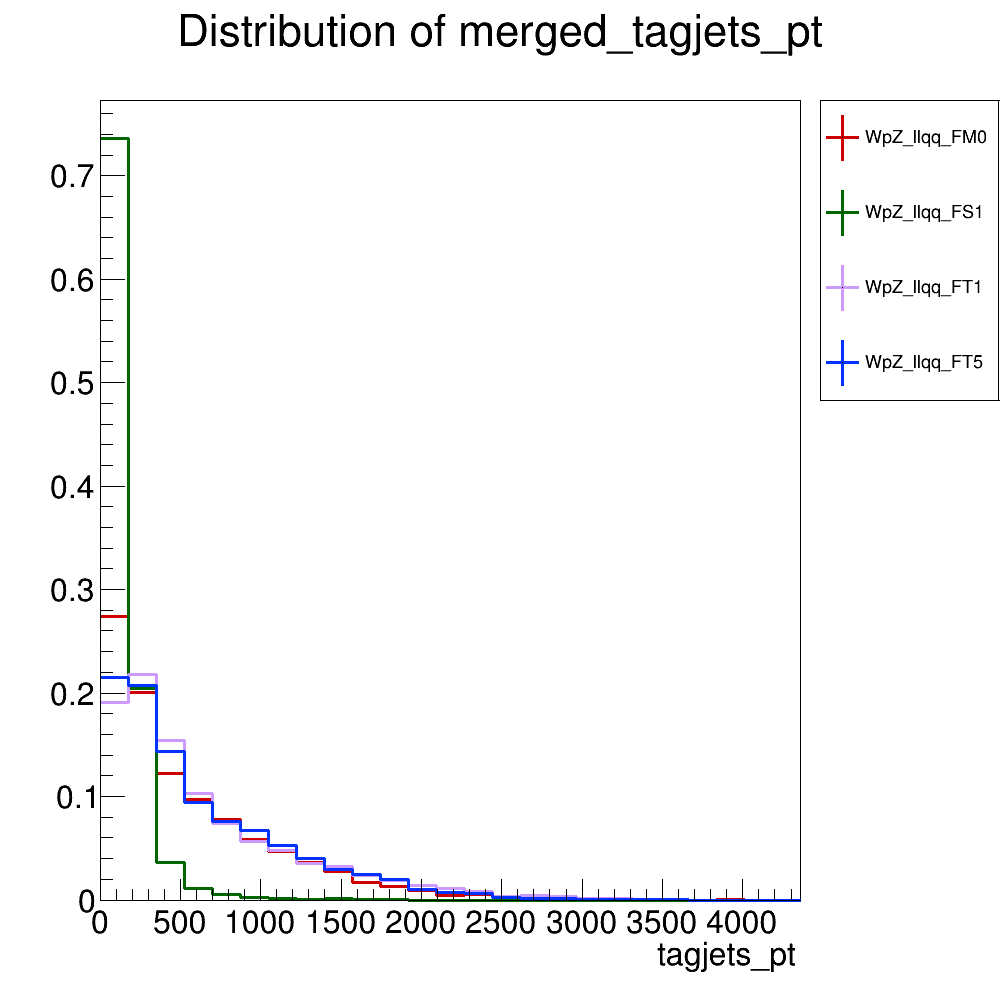 Distribution of merged_tagjets_pt
WpZ_llqq_FM0
WpZ_llqq_FS1
WpZ_llqq_FT1
WpZ_llqq_FT5
0.7
0.6
0.5
0.4
0.3
0.2
0.1
0
0 500 1000 1500 2000 2500 3000 3500 4000
tagjets_pt